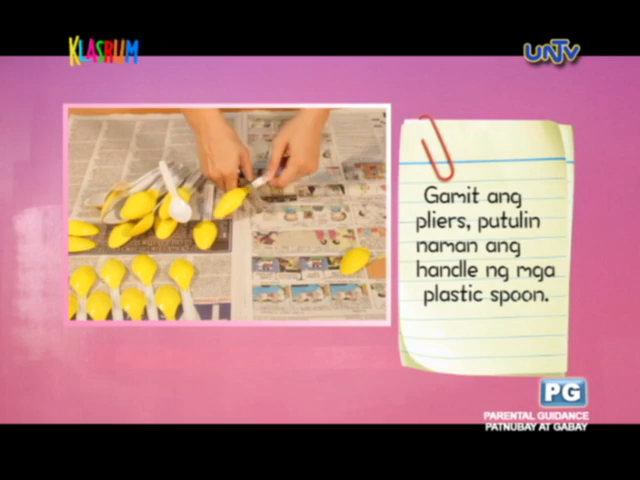 KLASRUM
UNTV
Gamit ang
pliers, putulin
naman ang
handle ng mga
plastic spoon.
PG
PARENTAL GUIDANCE
PATNUBAY AT GABAY